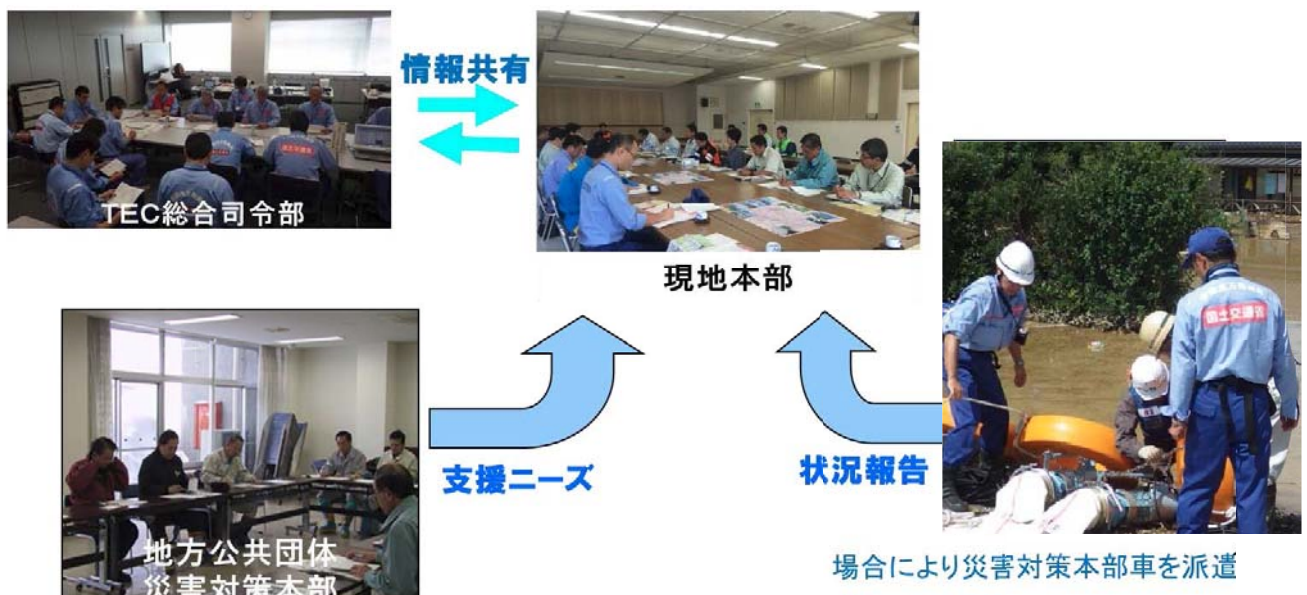 情報共有
TEC総合司令部
現地本部
国土交通省
支援ニーズ
状況報告
地方公共団体
災害対策本部
場合により災害対策本部車を派遣